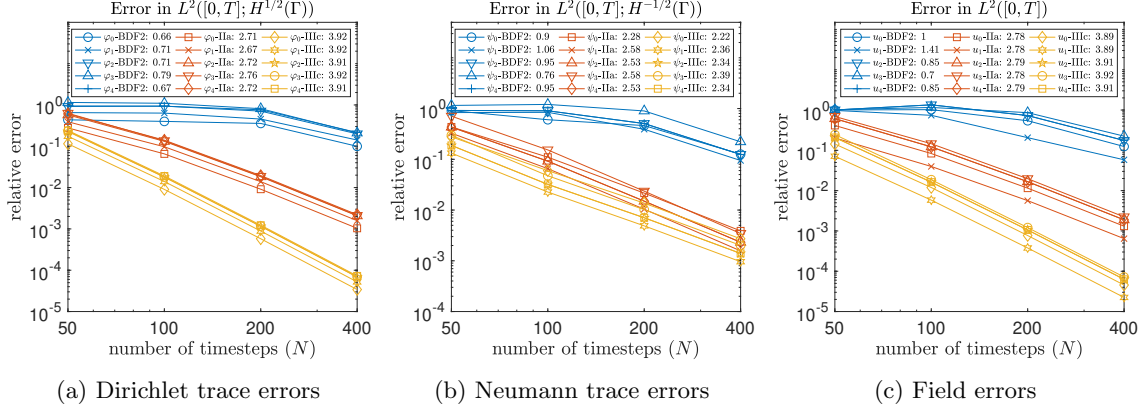 Error in $L^2([0,T];H^{1/2}(\Gamma))$
φ₀-BDF2: 0.66 φ₀-IIa: 2.71 φ₀-IIIc: 3.92
φ₁-BDF2: 0.71 φ₁-IIa: 2.67 φ₁-IIIc: 3.92
φ₂-BDF2: 0.71 φ₂-IIa: 2.72 φ₂-IIIc: 3.91
φ₃-BDF2: 0.79 φ₃-IIa: 2.76 φ₃-IIIc: 3.92
φ₄-BDF2: 0.67 φ₄-IIa: 2.72 φ₄-IIIc: 3.91
relative error
10⁰
10⁻¹
10⁻²
10⁻³
10⁻⁴
10⁻⁵
50 100 200 400
number of timesteps (N)
(a) Dirichlet trace errors
Error in $L^2([0,T];H^{-1/2}(\Gamma))$
ψ₀-BDF2: 0.9 ψ₀-IIa: 2.28 ψ₀-IIIc: 2.22
ψ₁-BDF2: 1.06 ψ₁-IIa: 2.58 ψ₁-IIIc: 2.36
ψ₂-BDF2: 0.95 ψ₂-IIa: 2.53 ψ₂-IIIc: 2.34
ψ₃-BDF2: 0.76 ψ₃-IIa: 2.58 ψ₃-IIIc: 2.39
ψ₄-BDF2: 0.95 ψ₄-IIa: 2.53 ψ₄-IIIc: 2.34
relative error
10⁰
10⁻¹
10⁻²
10⁻³
10⁻⁴
50 100 200 400
number of timesteps (N)
(b) Neumann trace errors
Error in $L^2([0,T])$
u₀-BDF2: 1 u₀-IIa: 2.78 u₀-IIIc: 3.89
u₁-BDF2: 1.41 u₁-IIa: 2.78 u₁-IIIc: 3.89
u₂-BDF2: 0.85 u₂-IIa: 2.79 u₂-IIIc: 3.91
u₃-BDF2: 0.7 u₃-IIa: 2.78 u₃-IIIc: 3.92
u₄-BDF2: 0.85 u₄-IIa: 2.79 u₄-IIIc: 3.91
relative error
10⁰
10⁻¹
10⁻²
10⁻³
10⁻⁴
10⁻⁵
50 100 200 400
number of timesteps (N)
(c) Field errors